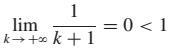 lim k→+∞ 1/(k + 1) = 0 < 1